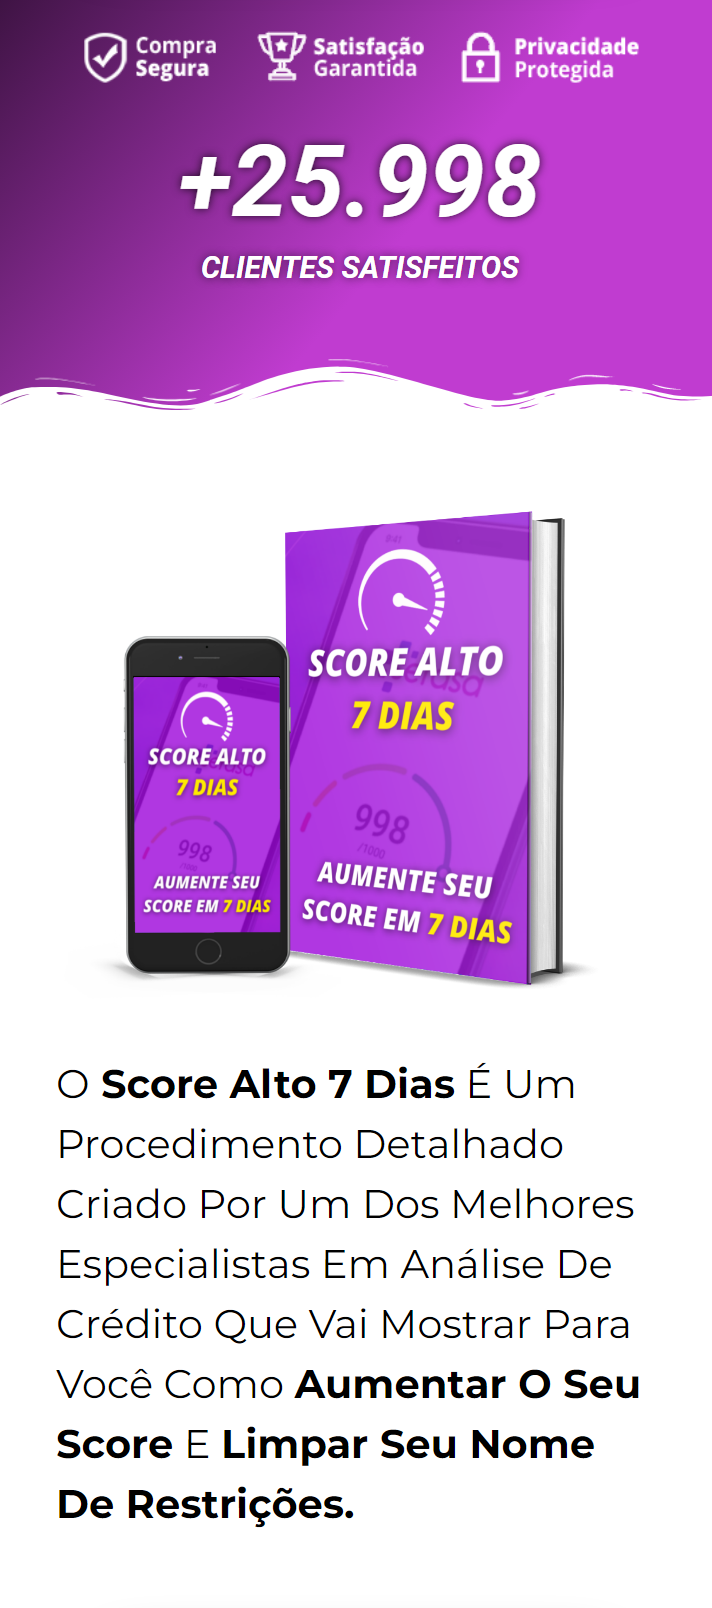 Compra
Segura
Satisfação
Garantida
Privacidade
Protegida
+25.998
CLIENTES SATISFEITOS
SCORE ALTO
7 DIAS
998
/1000
AUMENTE SEU
SCORE EM 7 DIAS
SCORE ALTO
7 DIAS
998
AUMENTE SEU
SCORE EM 7 DIAS
O Score Alto 7 Dias É Um
Procedimento Detalhado
Criado Por Um Dos Melhores
Especialistas Em Análise De
Crédito Que Vai Mostrar Para
Você Como Aumentar O Seu
Score E Limpar Seu Nome
De Restrições.